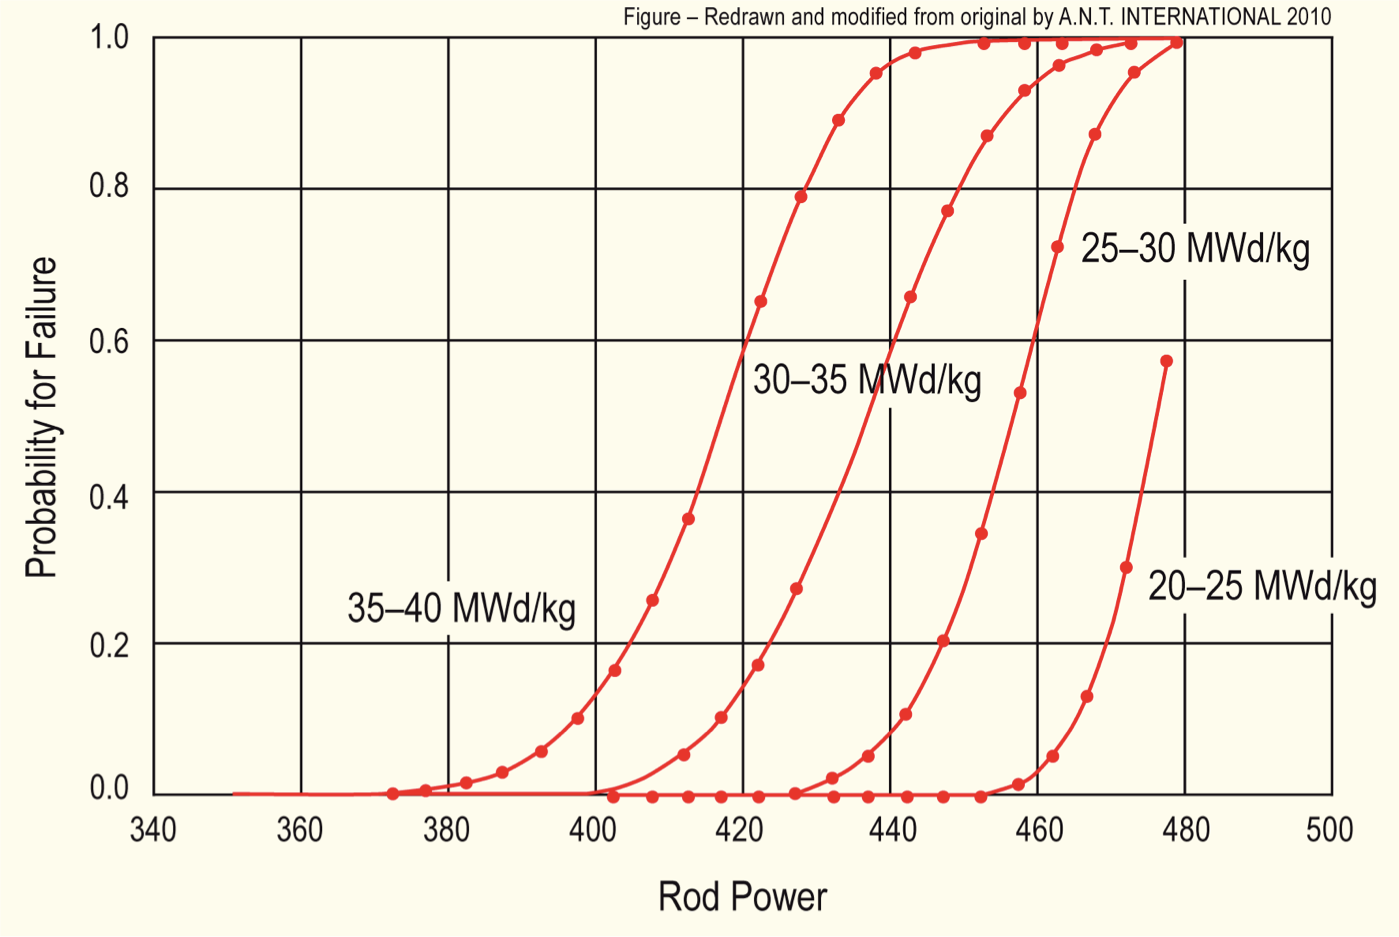 Figure – Redrawn and modified from original by A.N.T. INTERNATIONAL 2010
1.0
0.8
0.6
0.4
0.2
0.0
Probability for Failure
25–30 MWd/kg
30–35 MWd/kg
20–25 MWd/kg
35–40 MWd/kg
340 360 380 400 420 440 460 480 500
Rod Power